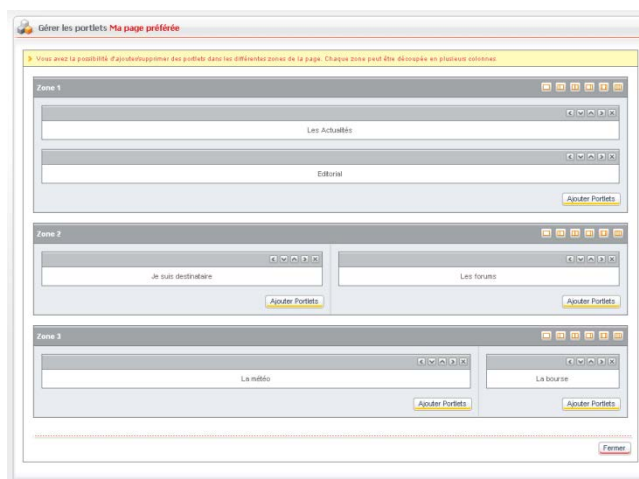 Gérer les portlets Ma page préférée
Vous avez la possibilité d'ajouter/supprimer des portlets dans les différentes zones de la page. Chaque zone peut être découpée en plusieurs colonnes.
Zone 1
Les Actualités
Editorial
Ajouter Portlets
Zone 2
Je suis destinataire
Les forums
Ajouter Portlets
Ajouter Portlets
Zone 3
La météo
La bourse
Ajouter Portlets
Ajouter Portlets
Fermer